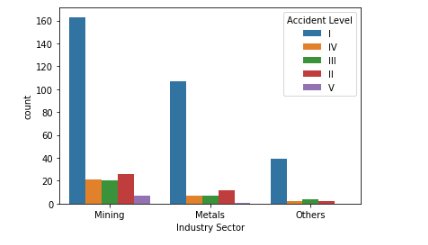 Accident Level
I
IV
III
II
V
160
140
120
100
80
60
40
20
0
count
Mining Metals Others
Industry Sector